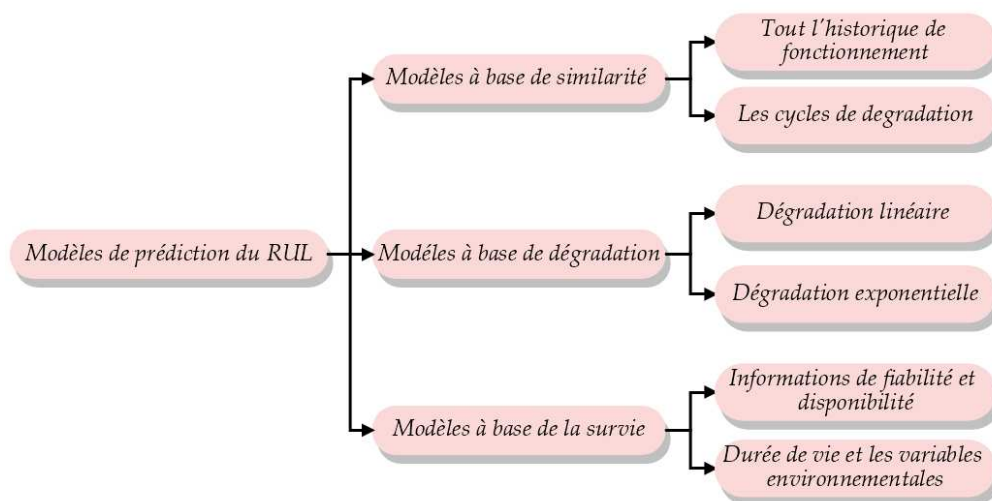 Tout l'historique de
fonctionnement
Modèles à base de similarité
Les cycles de degradation
Dégradation linéaire
Modèles de prédiction du RUL
Modéles à base de dégradation
Dégradation exponentielle
Informations de fiabilité et
disponibilité
Modèles à base de la survie
Durée de vie et les variables
environnementales